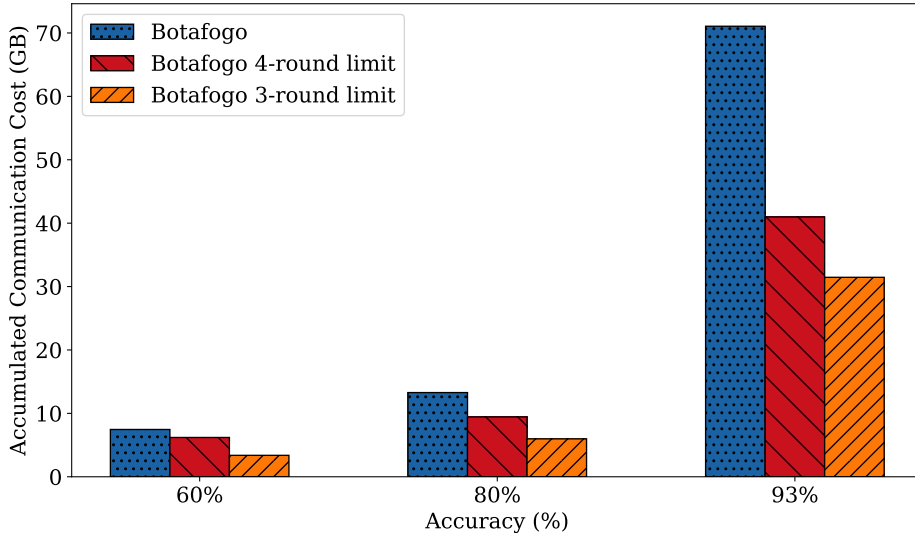 Accumulated Communication Cost (GB)
70
60
50
40
30
20
10
0
Botafogo
Botafogo 4-round limit
Botafogo 3-round limit
60%
80%
93%
Accuracy (%)